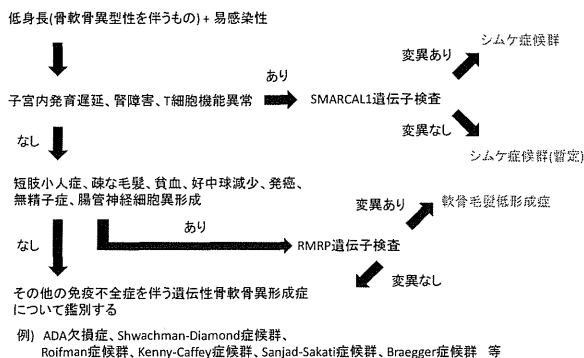 低身長(骨軟骨異型性を伴うもの) + 易感染性
シムケ症候群
変異あり
あり
子宮内発育遅延、腎障害、T細胞機能異常
SMARCAL1遺伝子検査
なし
変異なし
シムケ症候群(暫定)
短肢小人症、疎な毛髪、貧血、好中球減少、発癌、
無精子症、腸管神経細胞異形成
変異あり
軟骨毛髪低形成症
なし
あり
RMRP遺伝子検査
変異なし
その他の免疫不全症を伴う遺伝性骨軟骨異形成症
について鑑別する
例) ADA欠損症、Shwachman-Diamond症候群、
Roifman症候群、Kenny-Caffey症候群、Sanjad-Sakati症候群、Braegger症候群 等